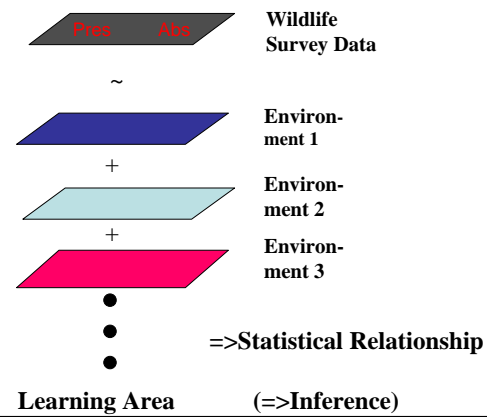 Pres Abs
Wildlife
Survey Data
~
Environ-
ment 1
+
Environ-
ment 2
+
Environ-
ment 3
=>Statistical Relationship
Learning Area (=>Inference)